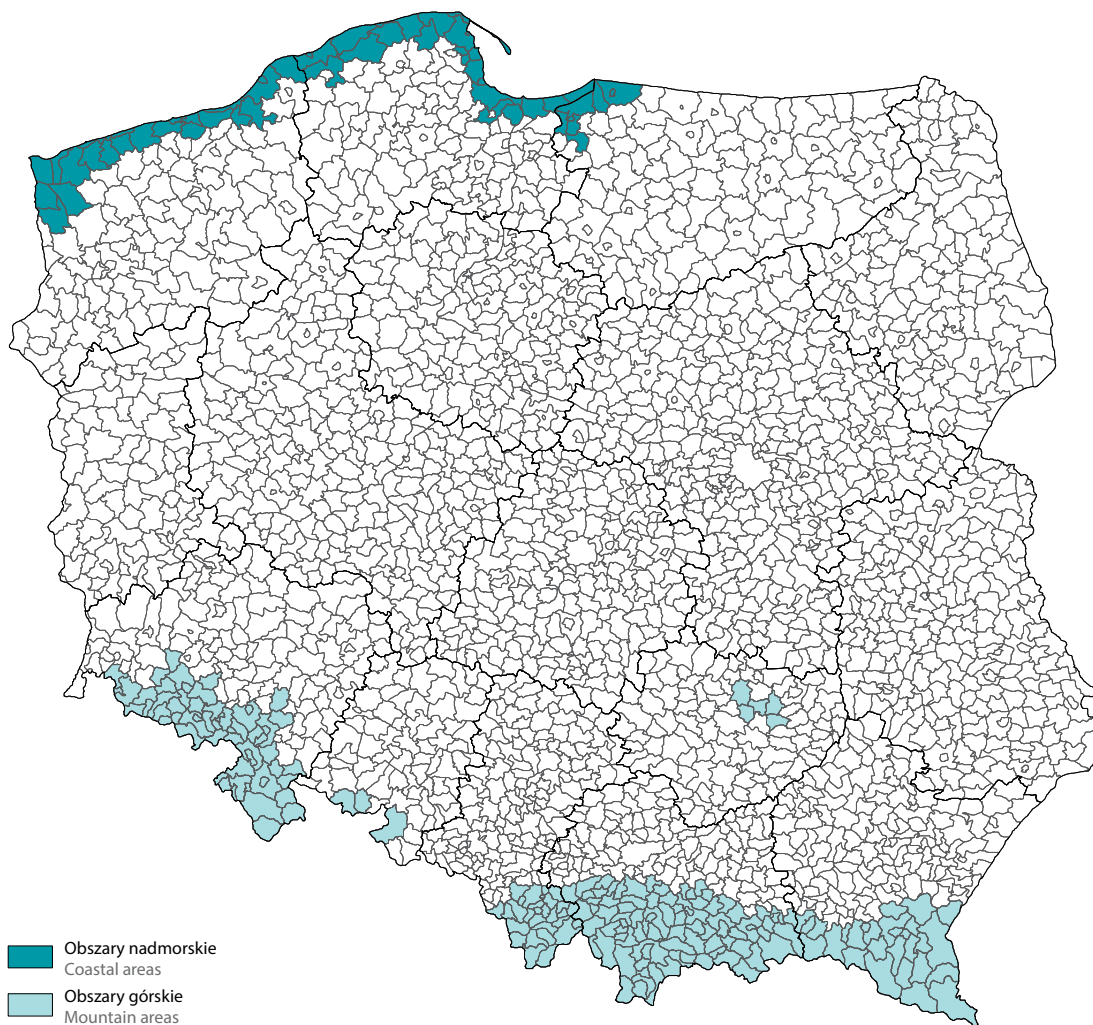 Obszary nadmorskie
Coastal areas
Obszary górskie
Mountain areas